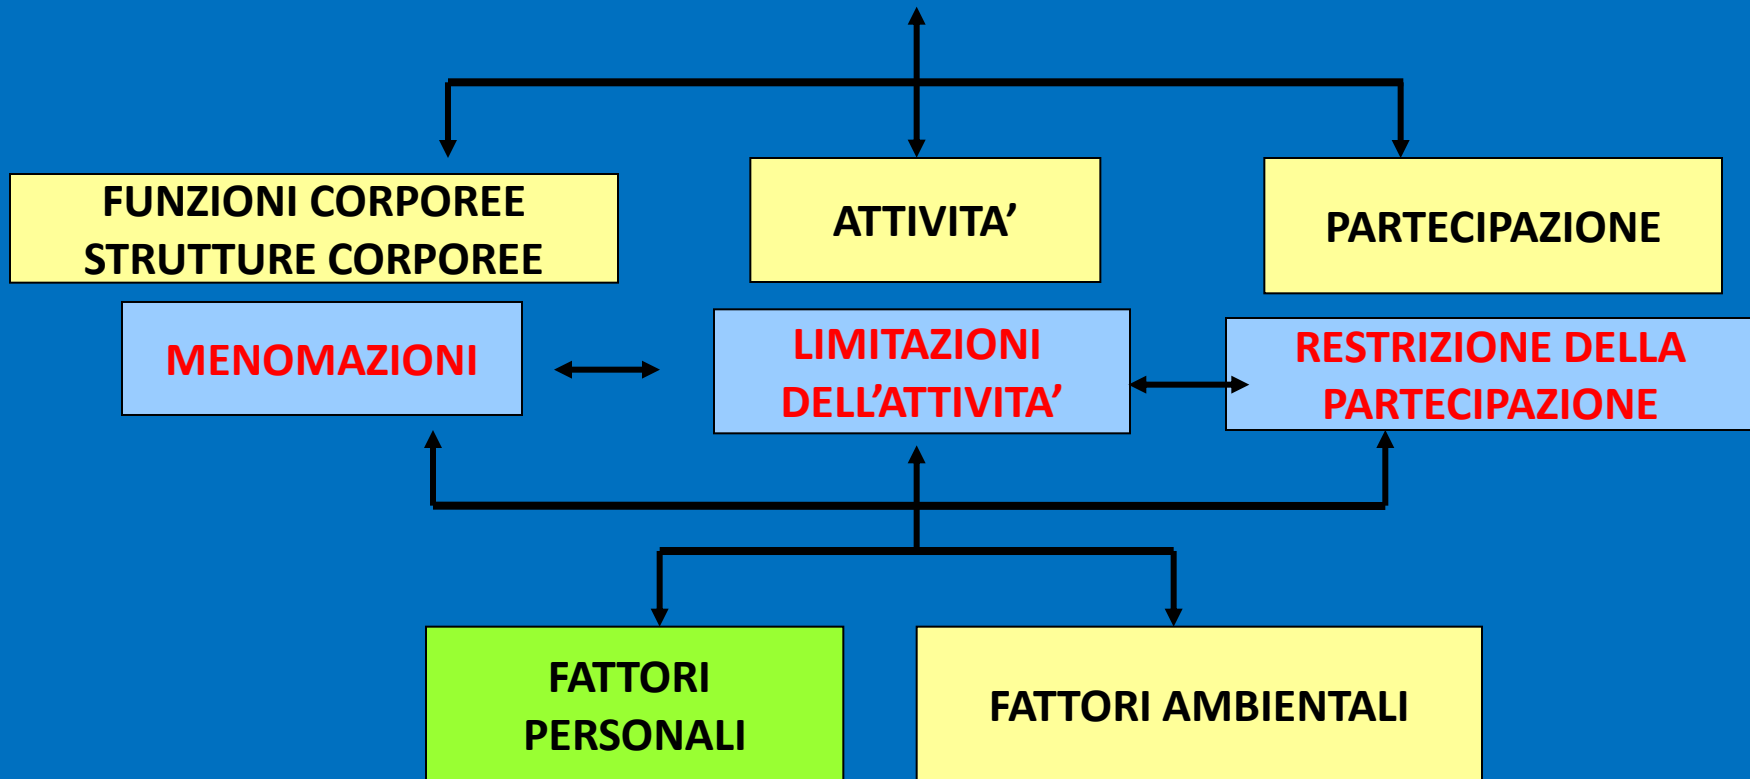 FUNZIONI CORPOREE
STRUTTURE CORPOREE
ATTIVITA’
PARTECIPAZIONE
MENOMAZIONI
LIMITAZIONI
DELL’ATTIVITA’
RESTRIZIONE DELLA
PARTECIPAZIONE
FATTORI
PERSONALI
FATTORI AMBIENTALI